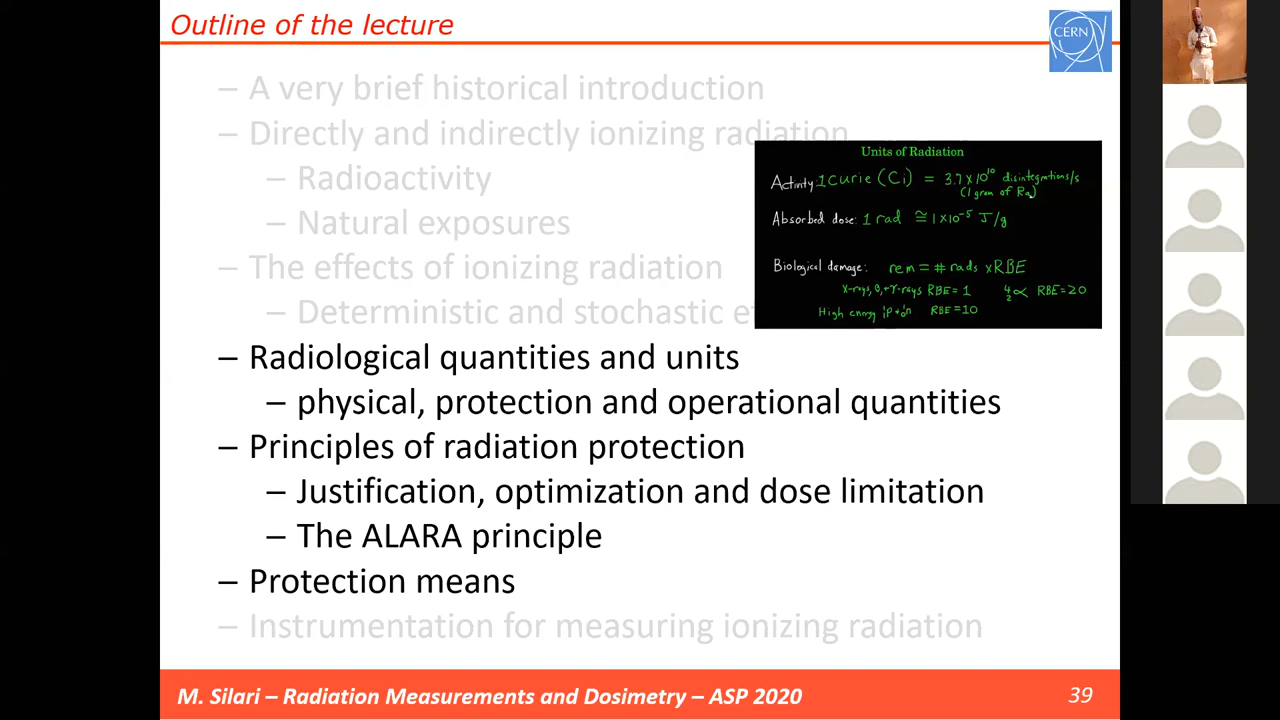 Outline of the lecture
CERN
– A very brief historical introduction
– Directly and indirectly ionizing radiation
– Radioactivity
– Natural exposures
– The effects of ionizing radiation
– Deterministic and stochastic
Units of Radiation
Activity: 1 curie (Ci) = 3.7 x 10¹⁰ disintegrations/s
(1 gram of Ra)
Absorbed dose: 1 rad ≅ 1 x 10⁻⁵ J/g
Biological damage: rem = # rads x RBE
X-rays, β, + γ-rays RBE = 1 ⁴₂α RBE = 20
High energy ¹₁p + ¹₀n RBE = 10
– Radiological quantities and units
– physical, protection and operational quantities
– Principles of radiation protection
– Justification, optimization and dose limitation
– The ALARA principle
– Protection means
– Instrumentation for measuring ionizing radiation
M. Silari – Radiation Measurements and Dosimetry – ASP 2020
39